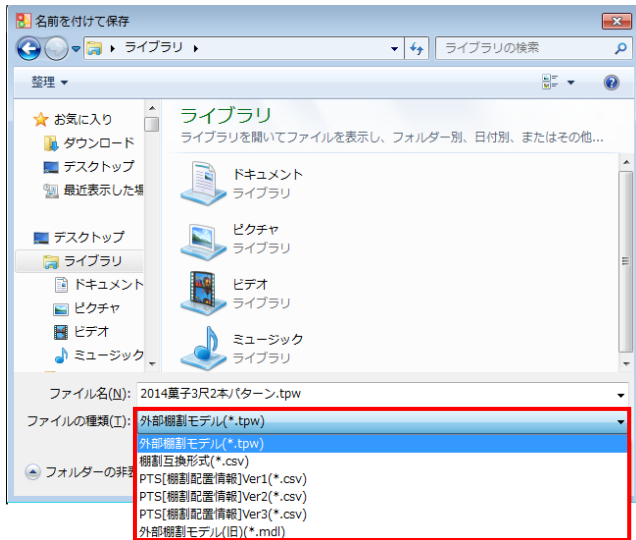 名前を付けて保存
ライブラリ
ライブラリの検索
整理
お気に入り
ダウンロード
デスクトップ
最近表示した場
デスクトップ
ライブラリ
ドキュメント
ピクチャ
ビデオ
ミュージック
ライブラリ
ライブラリを開いてファイルを表示し、フォルダー別、日付別、またはその他...
ドキュメント
ライブラリ
ピクチャ
ライブラリ
ビデオ
ライブラリ
ミュージック
ライブラリ
ファイル名(N): 2014菓子3尺2本パターン.tpw
ファイルの種類(T): 外部棚割モデル(*.tpw)
外部棚割モデル(*.tpw)
棚割互換形式(*.csv)
フォルダーの非表
PTS[棚割配置情報]Ver1(*.csv)
PTS[棚割配置情報]Ver2(*.csv)
PTS[棚割配置情報]Ver3(*.csv)
外部棚割モデル(旧)(*.mdl)